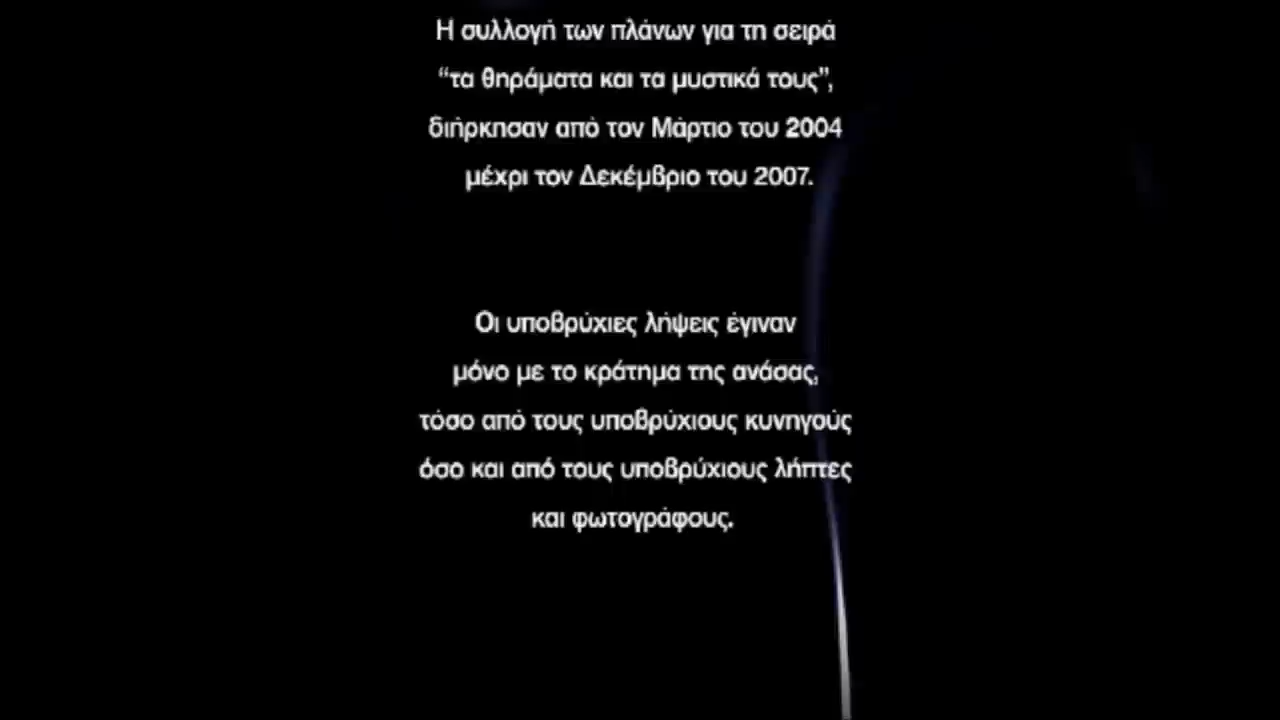 Η συλλογή των πλάνων για τη σειρά
“τα θηράματα και τα μυστικά τους”,
διήρκησαν από τον Μάρτιο του 2004
μέχρι τον Δεκέμβριο του 2007.
Οι υποβρύχιες λήψεις έγιναν
μόνο με το κράτημα της ανάσας,
τόσο από τους υποβρύχιους κυνηγούς
όσο και από τους υποβρύχιους λήπτες
και φωτογράφους.